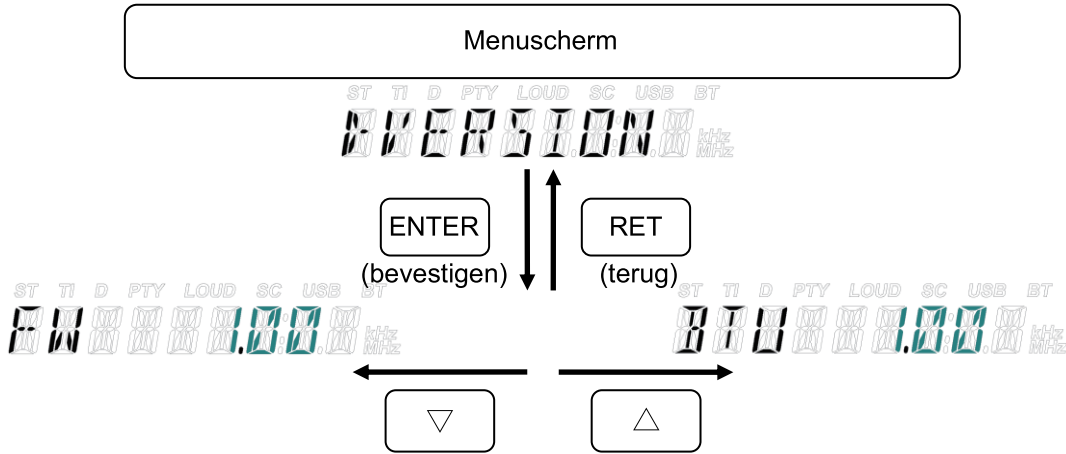 Menuscherm
ST TI D PTY LOUD SC USB BT
VERSION
kHz
MHz
ENTER
RET
(bevestigen)
(terug)
ST TI D PTY LOUD SC USB BT
FW 1.00
kHz
MHz
ST TI D PTY LOUD SC USB BT
BTV 1.00
kHz
MHz